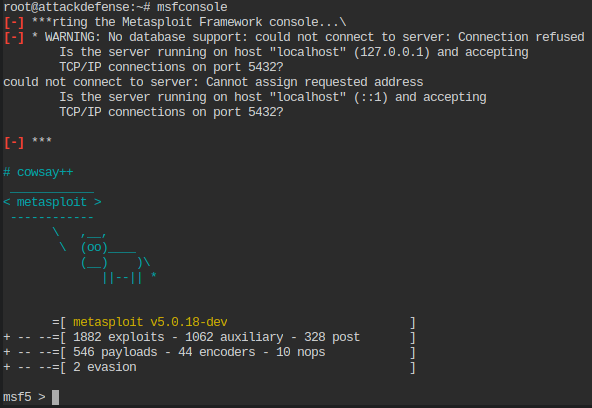 root@attackdefense:~# msfconsole
[-] ***rting the Metasploit Framework console...\
[-] * WARNING: No database support: could not connect to server: Connection refused
        Is the server running on host "localhost" (127.0.0.1) and accepting
        TCP/IP connections on port 5432?
could not connect to server: Cannot assign requested address
        Is the server running on host "localhost" (::1) and accepting
        TCP/IP connections on port 5432?

[-] ***

# cowsay++
 ____________
< metasploit >
 ------------
       \   ,__,
        \  (oo)____
           (__)    )\
              ||--|| *


       =[ metasploit v5.0.18-dev                          ]
+ -- --=[ 1882 exploits - 1062 auxiliary - 328 post       ]
+ -- --=[ 546 payloads - 44 encoders - 10 nops            ]
+ -- --=[ 2 evasion                                       ]

msf5 >